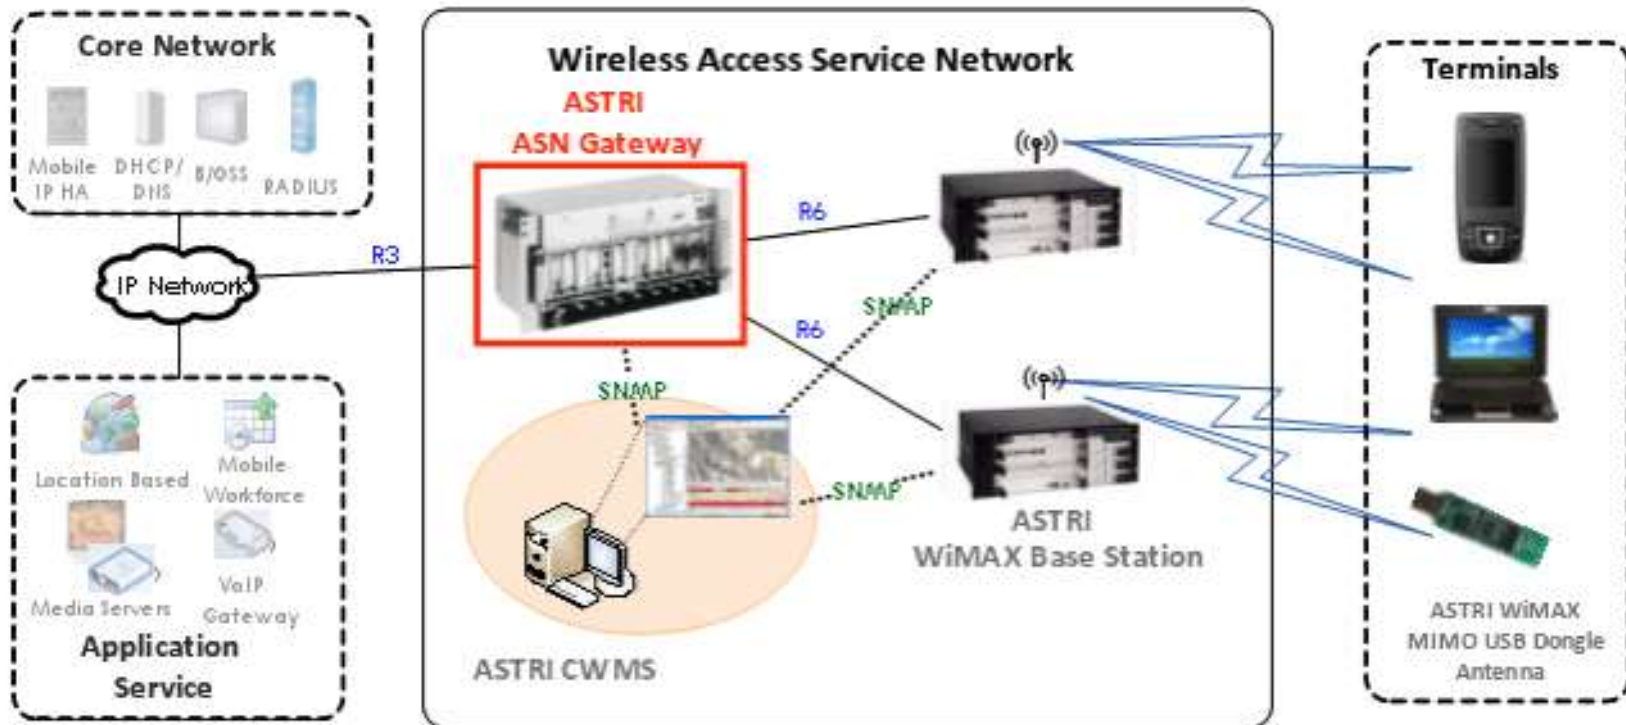 Core Network
Mobile
IP HA
DHCP/
DNS
B/OSS
RADIUS
IP Network
Location Based
Mobile
Workforce
Media Servers
VoIP
Gateway
Application
Service
Wireless Access Service Network
ASTRI
ASN Gateway
R3
R6
R6
SNMP
SNMP
SNMP
ASTRI CWMS
ASTRI
WiMAX Base Station
Terminals
ASTRI WiMAX
MIMO USB Dongle
Antenna